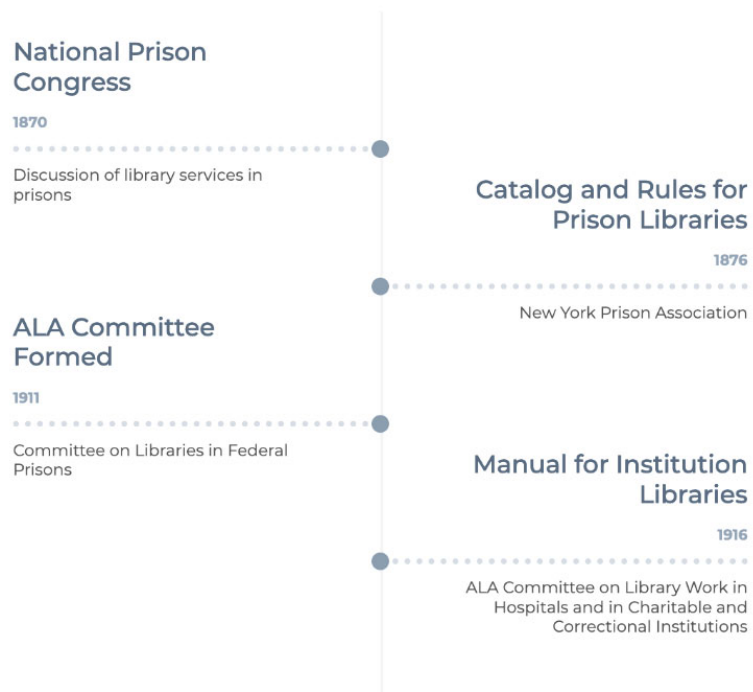 National Prison
Congress
1870
Discussion of library services in
prisons
Catalog and Rules for
Prison Libraries
1876
New York Prison Association
ALA Committee
Formed
1911
Committee on Libraries in Federal
Prisons
Manual for Institution
Libraries
1916
ALA Committee on Library Work in
Hospitals and in Charitable and
Correctional Institutions